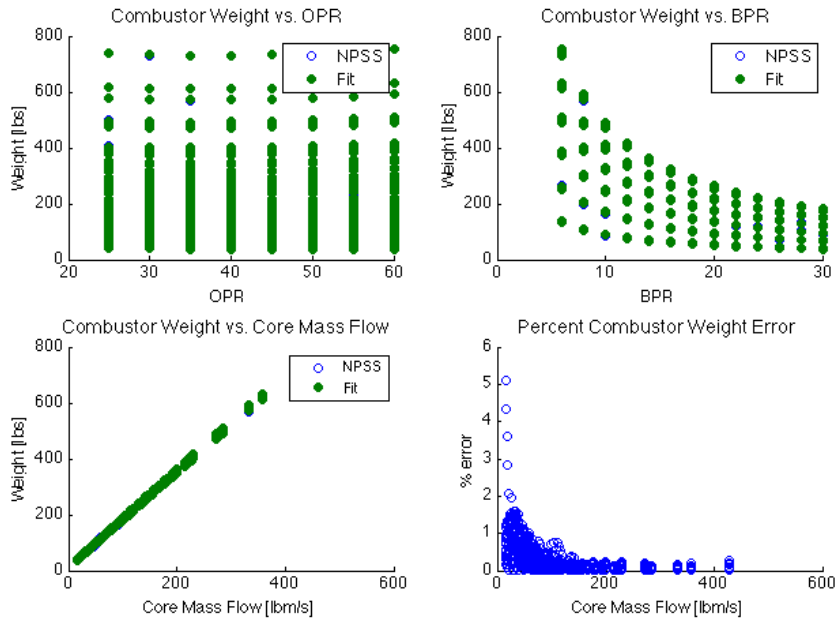 Combustor Weight vs. OPR
800
600
400
200
0
Weight [lbs]
NPSS
Fit
20
30
40
50
60
OPR
Combustor Weight vs. BPR
800
600
400
200
0
Weight [lbs]
NPSS
Fit
0
10
20
30
BPR
Combustor Weight vs. Core Mass Flow
800
600
400
200
0
Weight [lbs]
NPSS
Fit
0
200
400
600
Core Mass Flow [lbm/s]
Percent Combustor Weight Error
6
5
4
3
2
1
0
% error
0
200
400
600
Core Mass Flow [lbm/s]